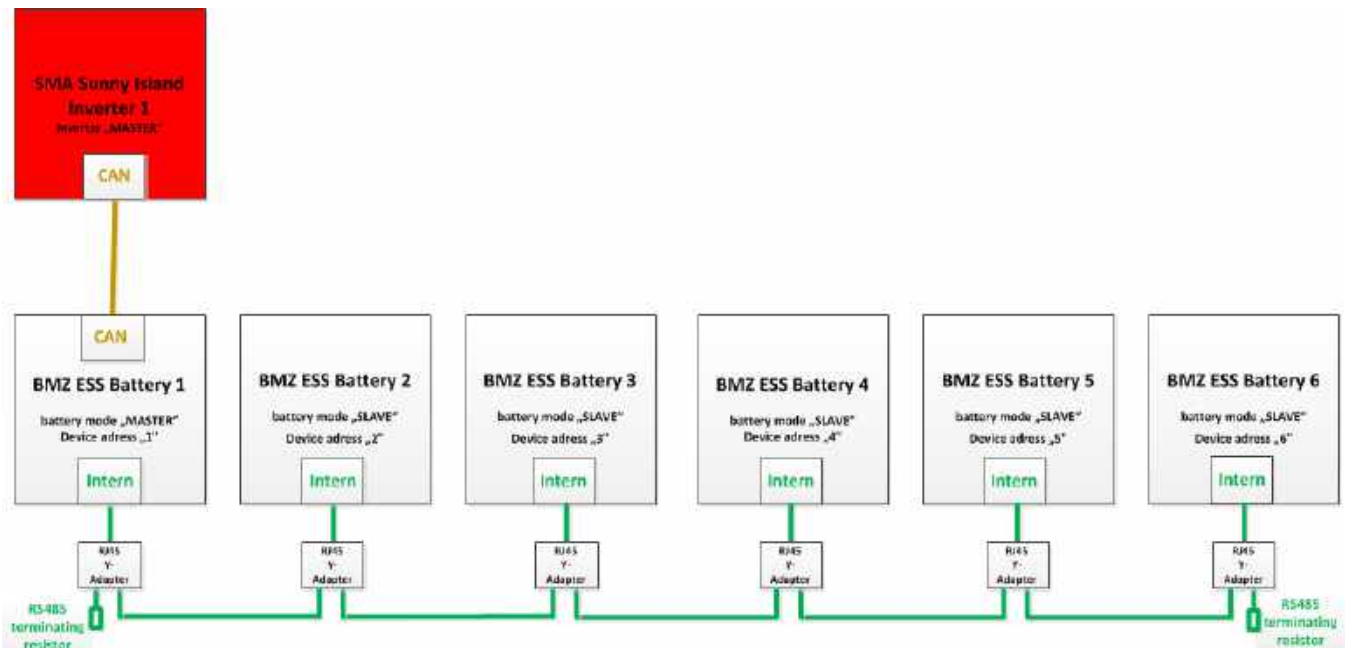 SMA Sunny Island
Inverter 1
Inverter „MASTER"
CAN
CAN
BMZ ESS Battery 1
battery mode „MASTER"
Device adress „1"
Intern
BMZ ESS Battery 2
battery mode „SLAVE"
Device adress „2"
Intern
BMZ ESS Battery 3
battery mode „SLAVE"
Device adress „3"
Intern
BMZ ESS Battery 4
battery mode „SLAVE"
Device adress „4"
Intern
BMZ ESS Battery 5
battery mode „SLAVE"
Device adress „5"
Intern
BMZ ESS Battery 6
battery mode „SLAVE"
Device adress „6"
Intern
RJ45
Y-
Adapter
RJ45
Y-
Adapter
RJ45
Y-
Adapter
RJ45
Y-
Adapter
RJ45
Y-
Adapter
RJ45
Y-
Adapter
RS485
terminating
resistor
RS485
terminating
resistor